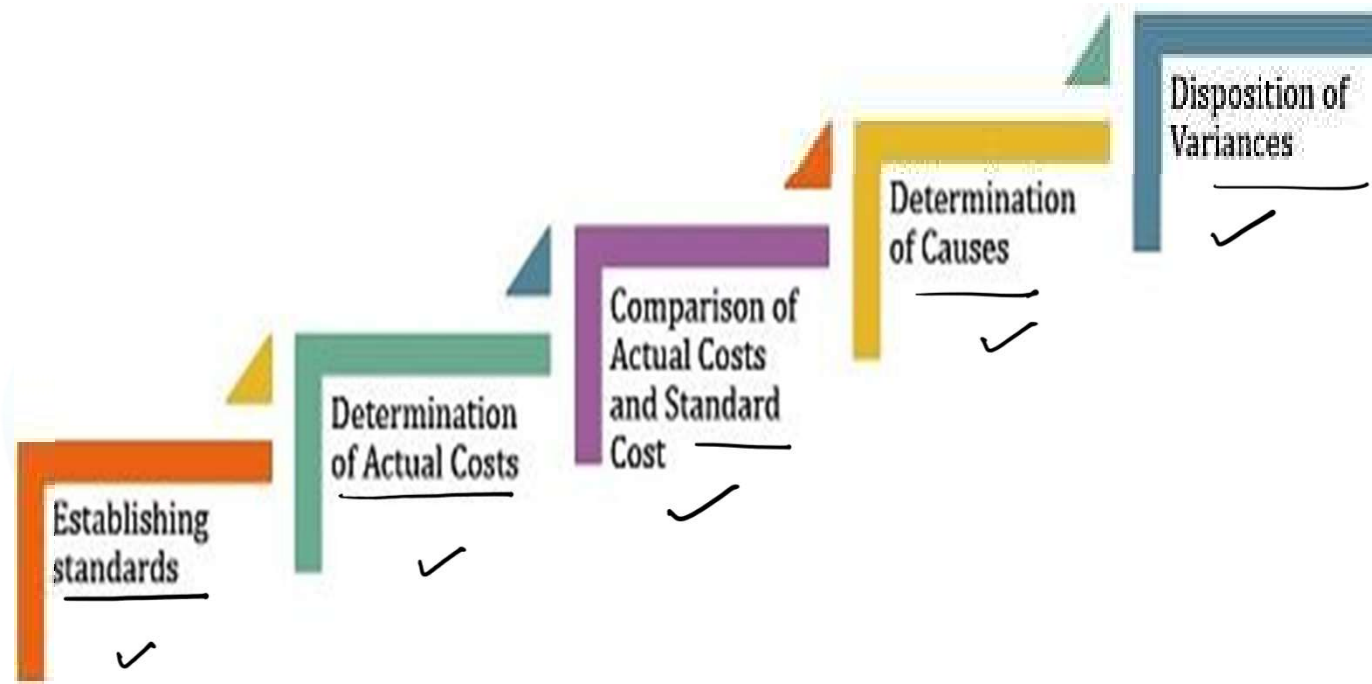 Establishing
standards
Determination
of Actual Costs
Comparison of
Actual Costs
and Standard
Cost
Determination
of Causes
Disposition of
Variances